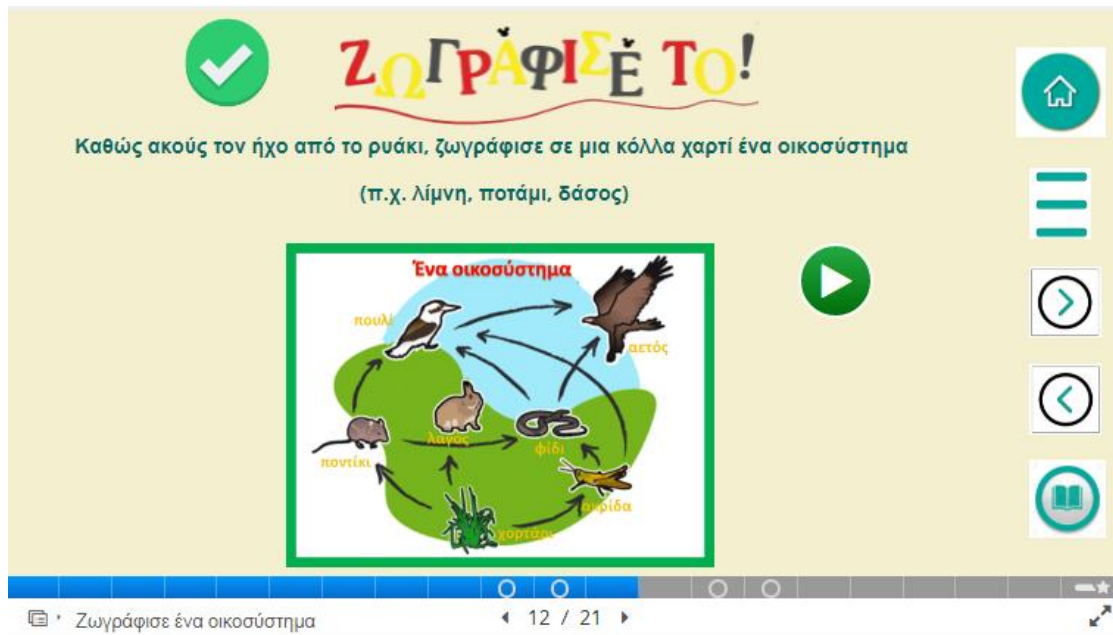 ΖΩΓΡΆΦΙΣΈ ΤΟ!
Καθώς ακούς τον ήχο από το ρυάκι, ζωγράφισε σε μια κόλλα χαρτί ένα οικοσύστημα
(π.χ. λίμνη, ποτάμι, δάσος)
Ένα οικοσύστημα
πουλί
αετός
λαγός
φίδι
ποντίκι
ακρίδα
χορτάρι
Ζωγράφισε ένα οικοσύστημα
12 / 21